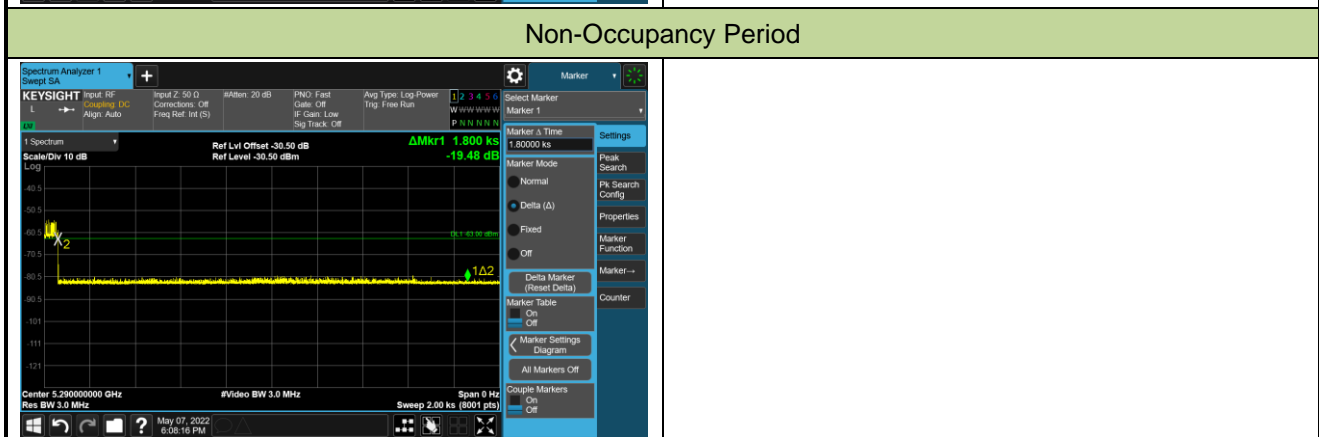 Non-Occupancy Period
Spectrum Analyzer 1
Swept SA
+
Marker
KEYSIGHT
L
Input: RF
Coupling: DC
Align: Auto
Input Z: 50 Ω
Corrections: Off
Freq Ref: Int (S)
#Atten: 20 dB
PNO: Fast
Gate: Off
IF Gain: Low
Sig Track: Off
Avg Type: Log-Power
Trig: Free Run
1 2 3 4 5 6
W W W W W W
P N N N N N
Select Marker
Marker 1
1 Spectrum
Scale/Div 10 dB
Log
Ref Lvl Offset -30.50 dB
Ref Level -30.50 dBm
ΔMkr1 1.800 ks
-19.48 dB
-40.5
-50.5
-60.5
-70.5
-80.5
-90.5
-101
-111
-121
2
1Δ2
Center 5.290000000 GHz
Res BW 3.0 MHz
#Video BW 3.0 MHz
Span 0 Hz
Sweep 2.00 ks (8001 pts)
Marker Δ Time
1.80000 ks
Marker Mode
Normal
Delta (Δ)
Fixed
Off
Delta Marker
(Reset Delta)
Marker Table
On
Off
Marker Settings
Diagram
All Markers Off
Couple Markers
On
Off
Settings
Peak
Search
Pk Search
Config
Properties
Marker
Function
Marker→
Counter
?
May 07, 2022
6:08:16 PM